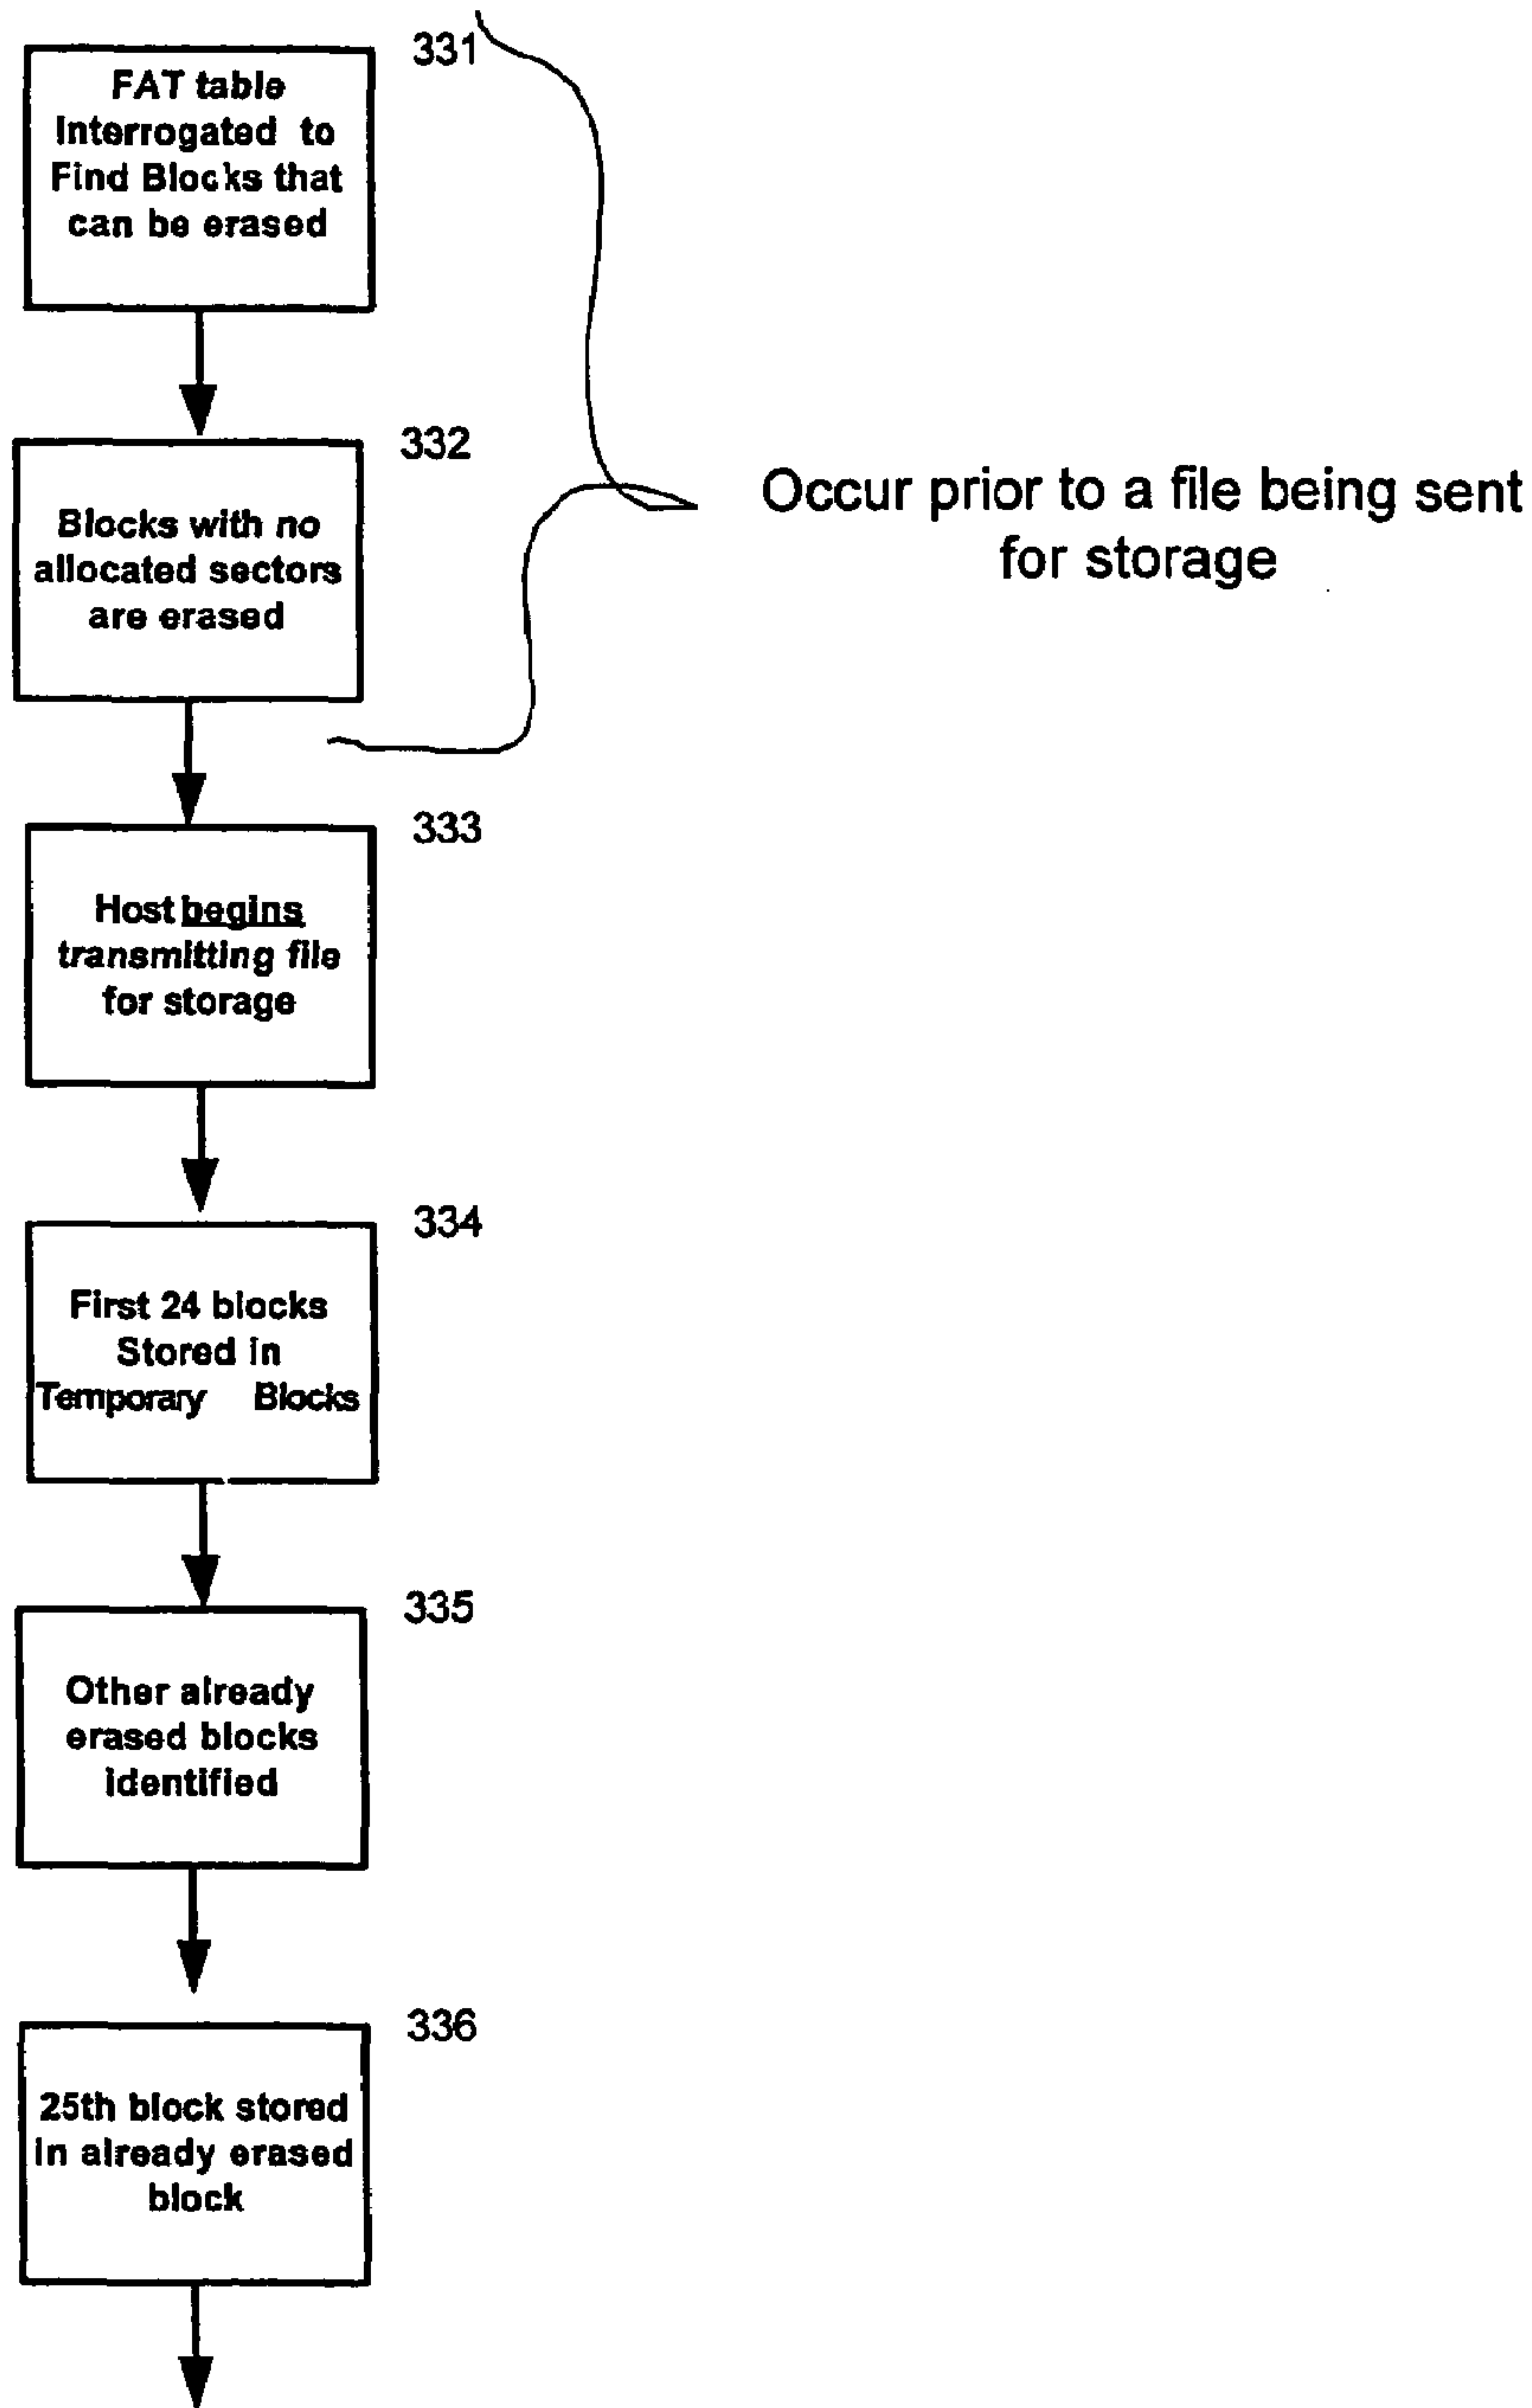 331
FAT table
Interrogated to
Find Blocks that
can be erased
332
Blocks with no
allocated sectors
are erased
Occur prior to a file being sent
for storage
333
Host begins
transmitting file
for storage
334
First 24 blocks
Stored in
Temporary Blocks
335
Other already
erased blocks
identified
336
25th block stored
in already erased
block